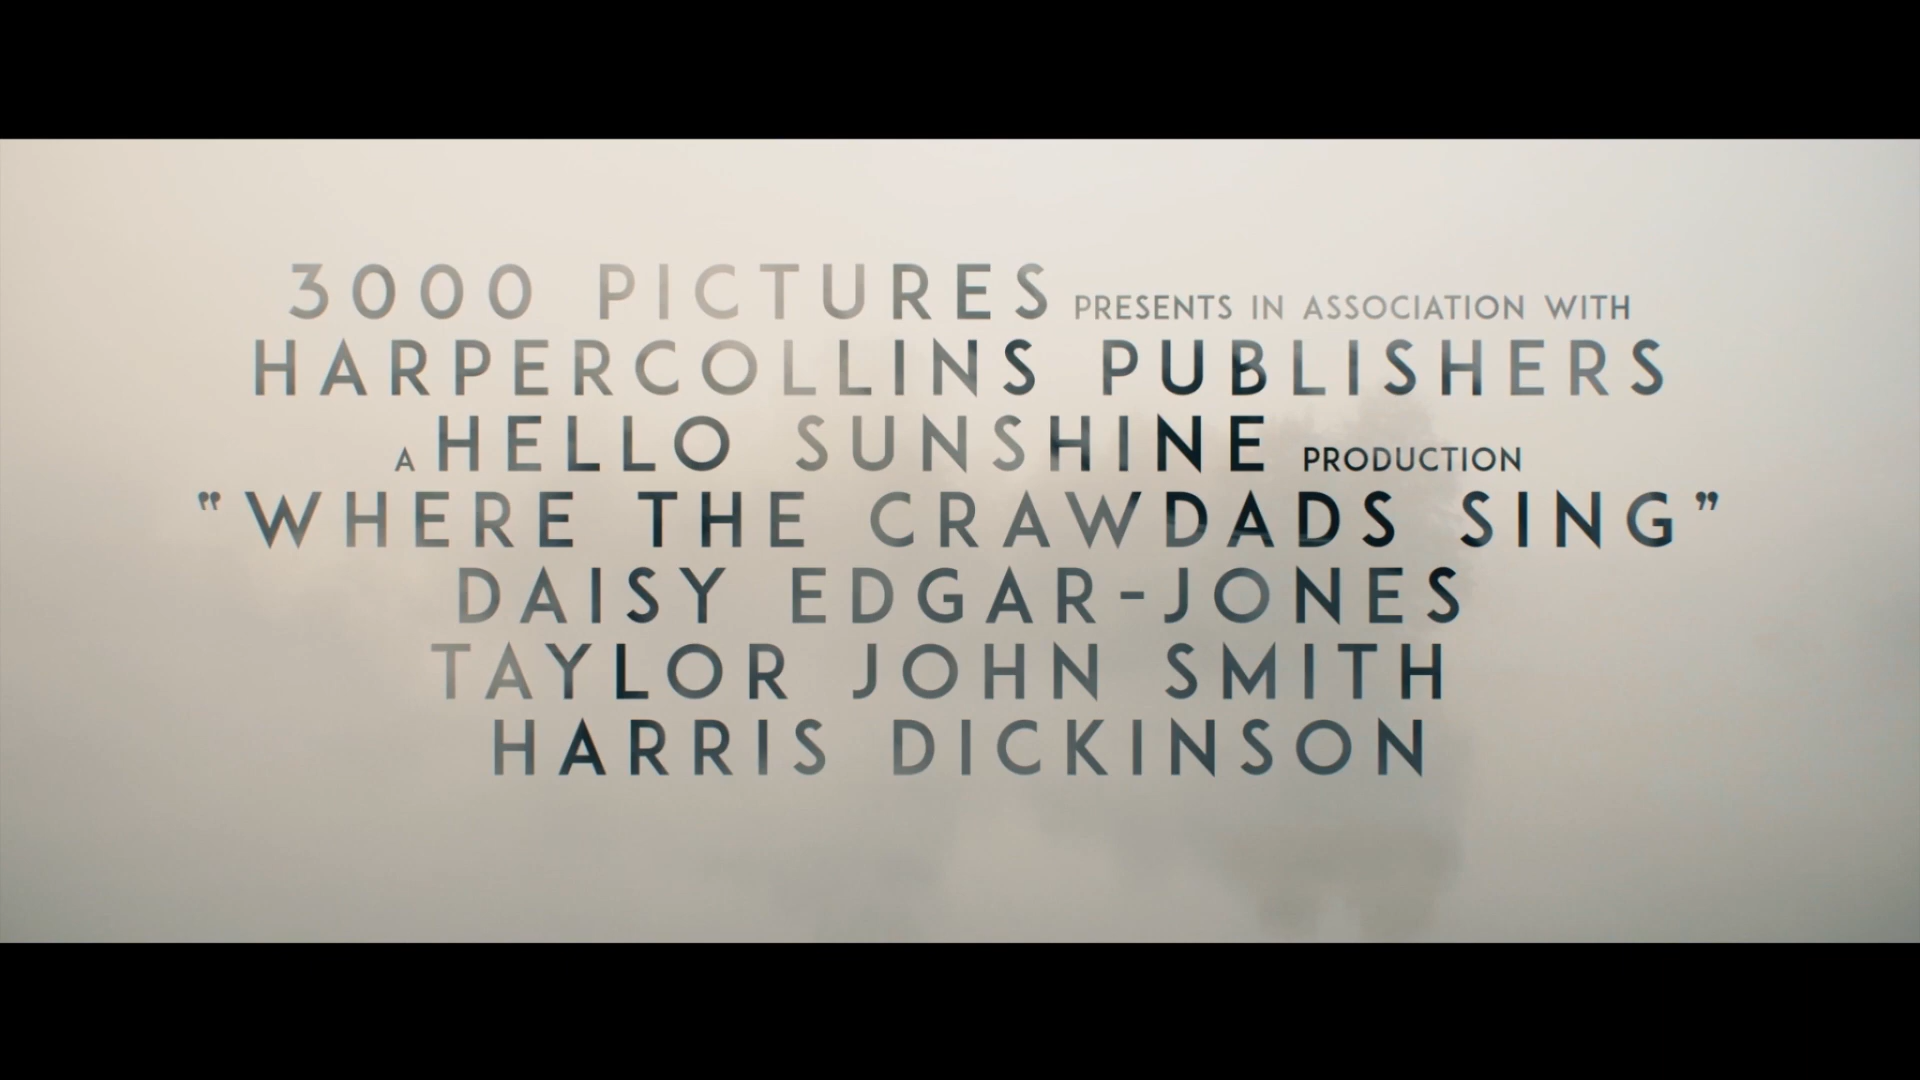 3000 PICTURES PRESENTS IN ASSOCIATION WITH
HARPERCOLLINS PUBLISHERS
A HELLO SUNSHINE PRODUCTION
"WHERE THE CRAWDADS SING"
DAISY EDGAR-JONES
TAYLOR JOHN SMITH
HARRIS DICKINSON